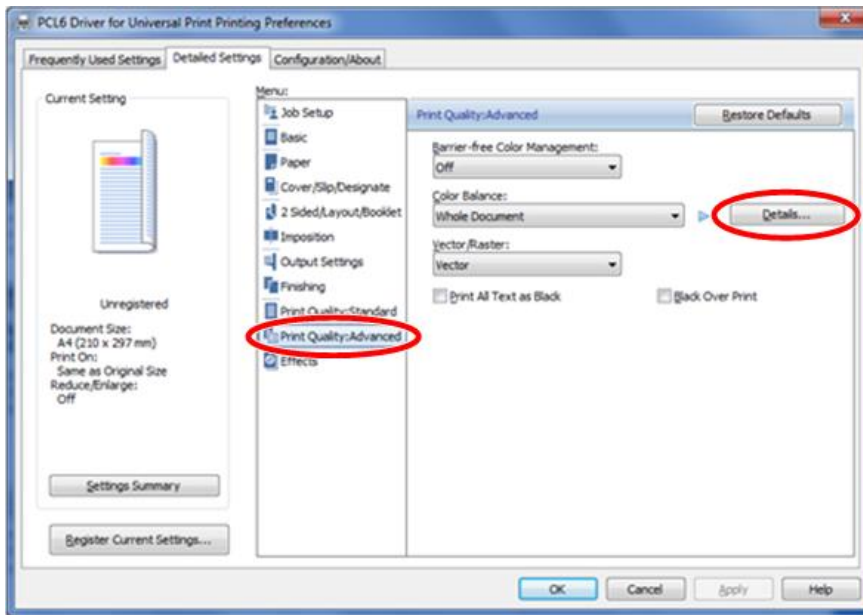 PCL6 Driver for Universal Print Printing Preferences
Frequently Used Settings
Detailed Settings
Configuration/About
Current Setting
Unregistered
Document Size:
A4 (210 x 297 mm)
Print On:
Same as Original Size
Reduce/Enlarge:
Off
Settings Summary
Register Current Settings...
Menu:
Job Setup
Basic
Paper
Cover/Slip/Designate
2 Sided/Layout/Booklet
Imposition
Output Settings
Finishing
Print Quality:Standard
Print Quality:Advanced
Effects
Print Quality:Advanced
Restore Defaults
Barrier-free Color Management:
Off
Color Balance:
Whole Document
Details...
Vector/Raster:
Vector
Print All Text as Black
Black Over Print
OK
Cancel
Apply
Help